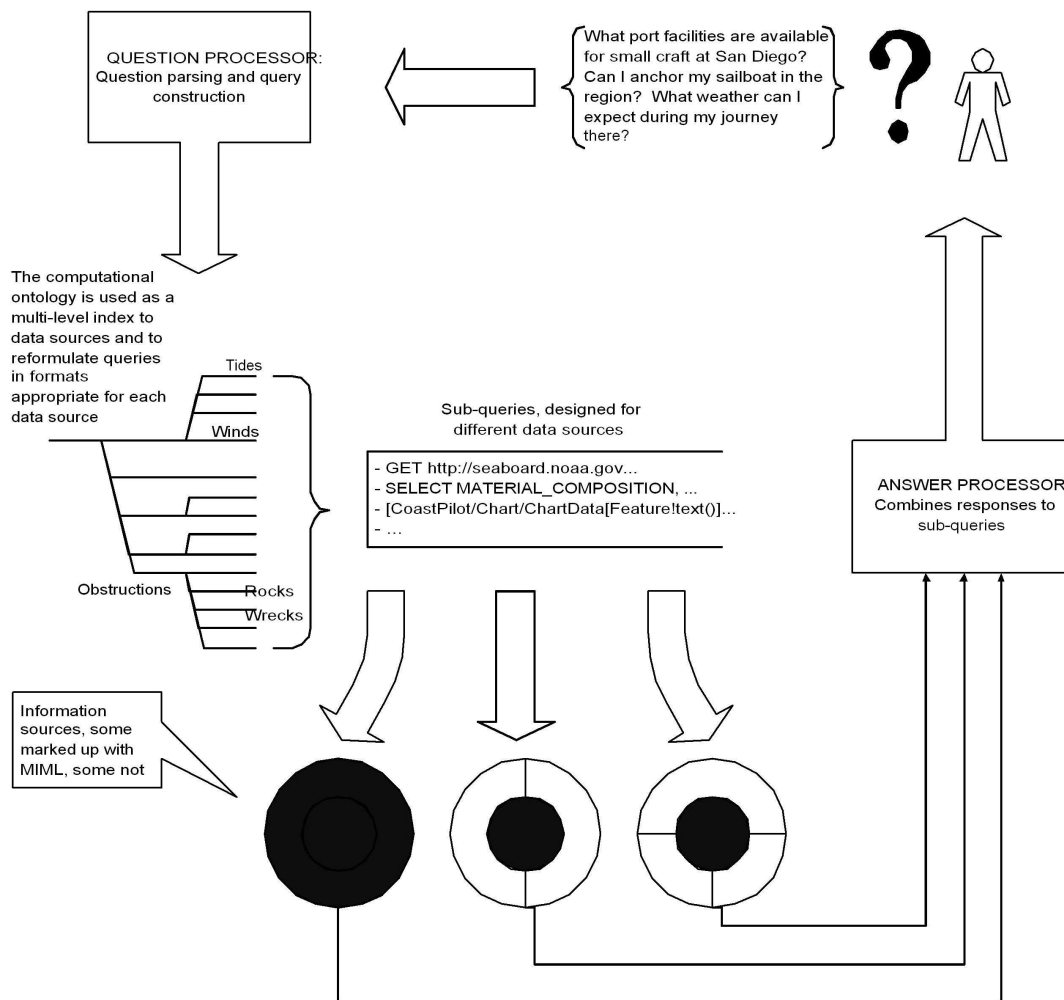 QUESTION PROCESSOR:
Question parsing and query
construction
What port facilities are available
for small craft at San Diego?
Can I anchor my sailboat in the
region?  What weather can I
expect during my journey
there?
?
The computational
ontology is used as a
multi-level index to
data sources and to
reformulate queries
in formats
appropriate for each
data source
Tides
Winds
Obstructions
Rocks
Wrecks
Sub-queries, designed for
different data sources
- GET http://seaboard.noaa.gov...
- SELECT MATERIAL_COMPOSITION, ...
- [CoastPilot/Chart/ChartData[Feature!text()]...
- ...
ANSWER PROCESSOR
Combines responses to
sub-queries
Information
sources, some
marked up with
MIML, some not